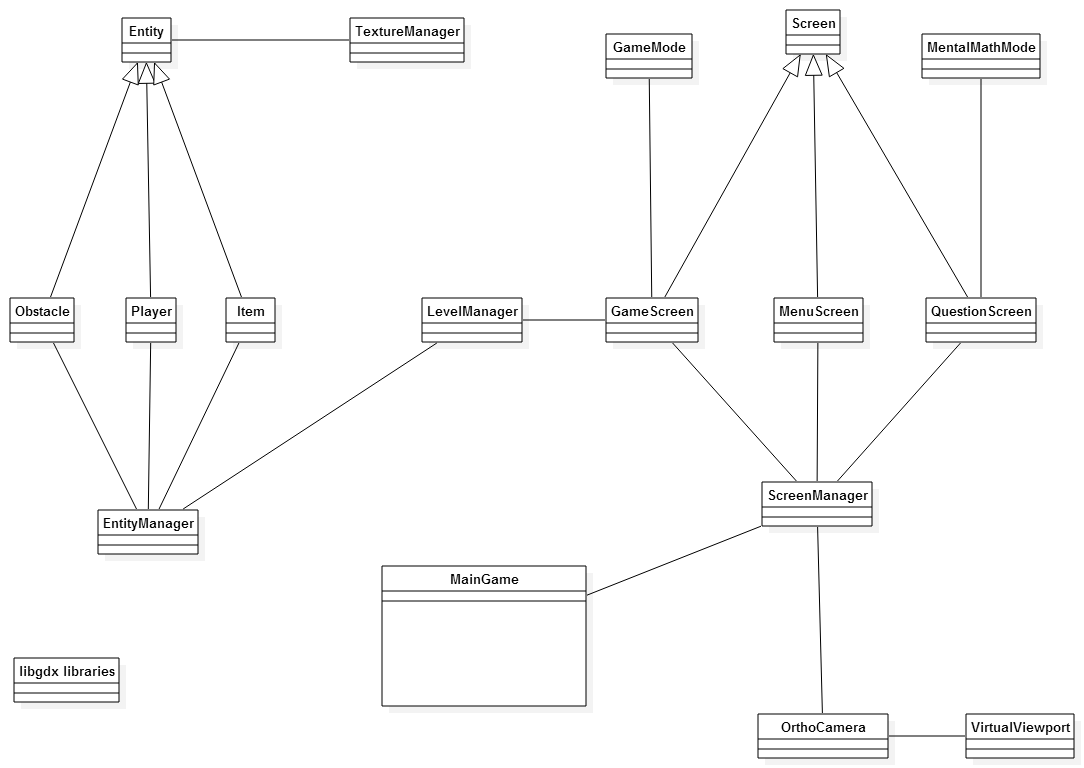 Entity
TextureManager
GameMode
Screen
MentalMathMode
Obstacle
Player
Item
LevelManager
GameScreen
MenuScreen
QuestionScreen
ScreenManager
EntityManager
MainGame
libgdx libraries
OrthoCamera
VirtualViewport